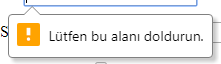 S
Lütfen bu alanı doldurun.